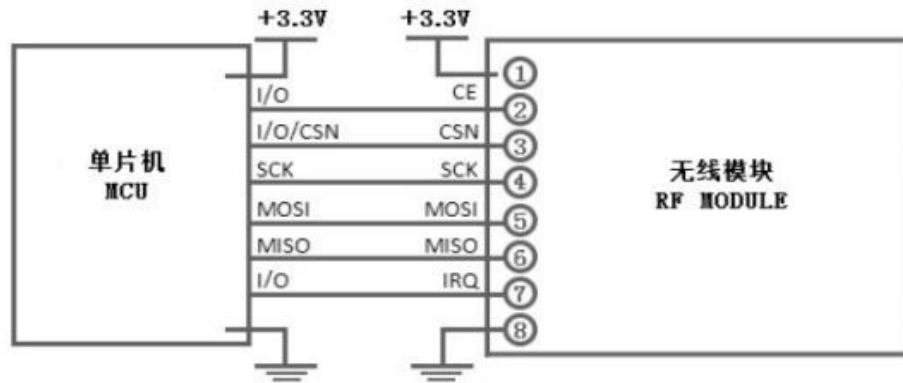 +3.3V +3.3V
①
I/O CE
②
I/O/CSN CSN
③
SCK SCK
④
MOSI MOSI
⑤
MISO MISO
⑥
I/O IRQ
⑦
⑧
单片机
MCU
无线模块
RF MODULE